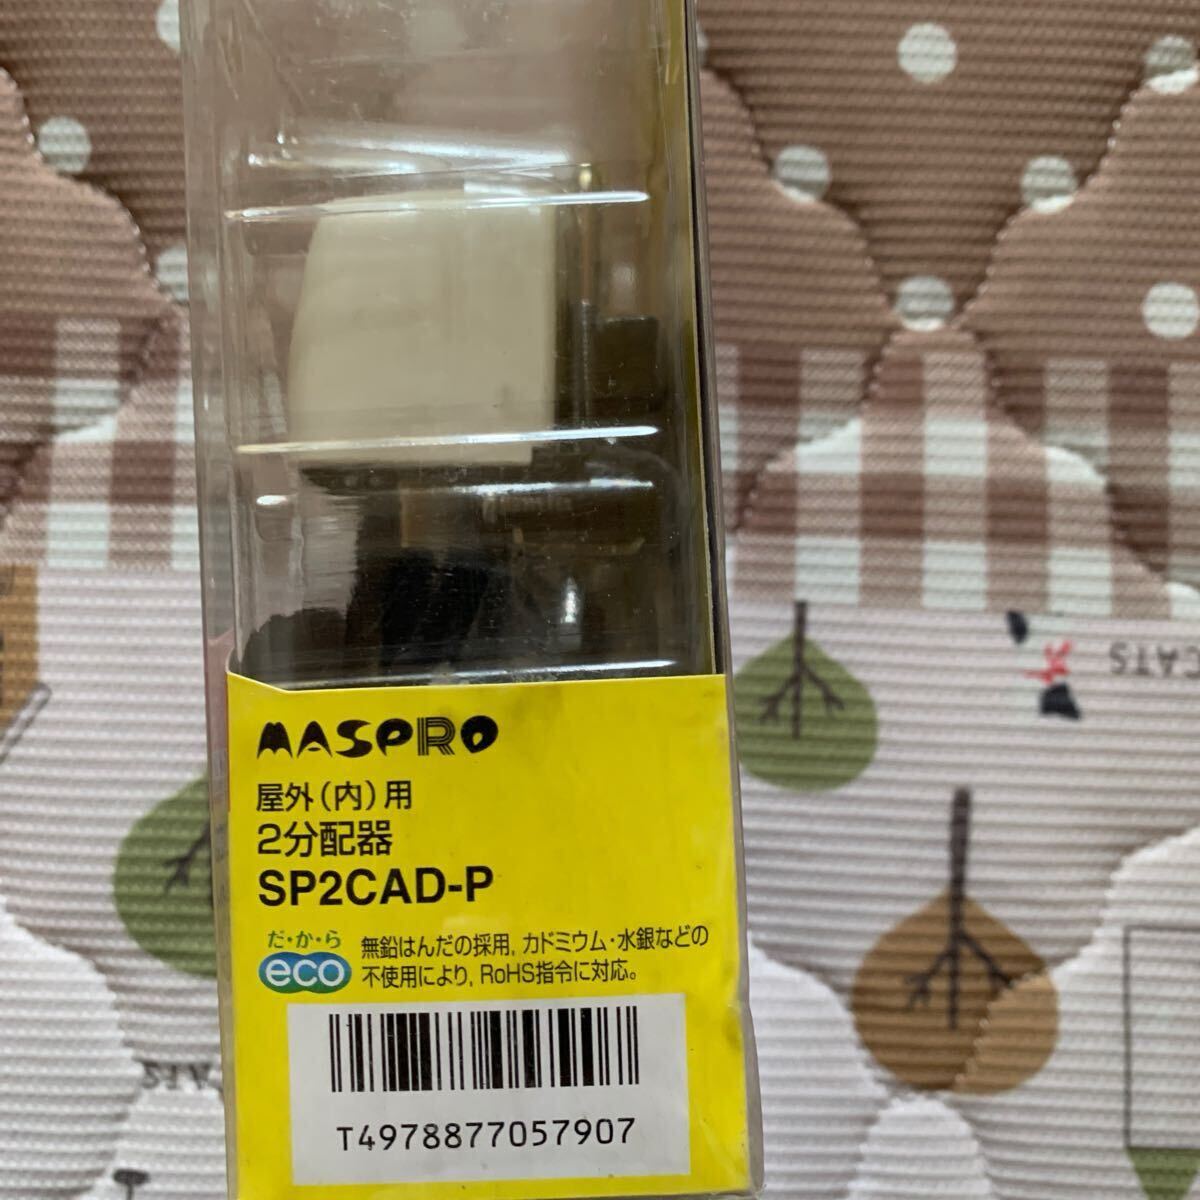 MASPRO
屋外(内)用
2分配器
SP2CAD-P
だ・か・ら
eco
無鉛はんだの採用, カドミウム・水銀などの
不使用により, RoHS指令に対応。
T4978877057907
CATS